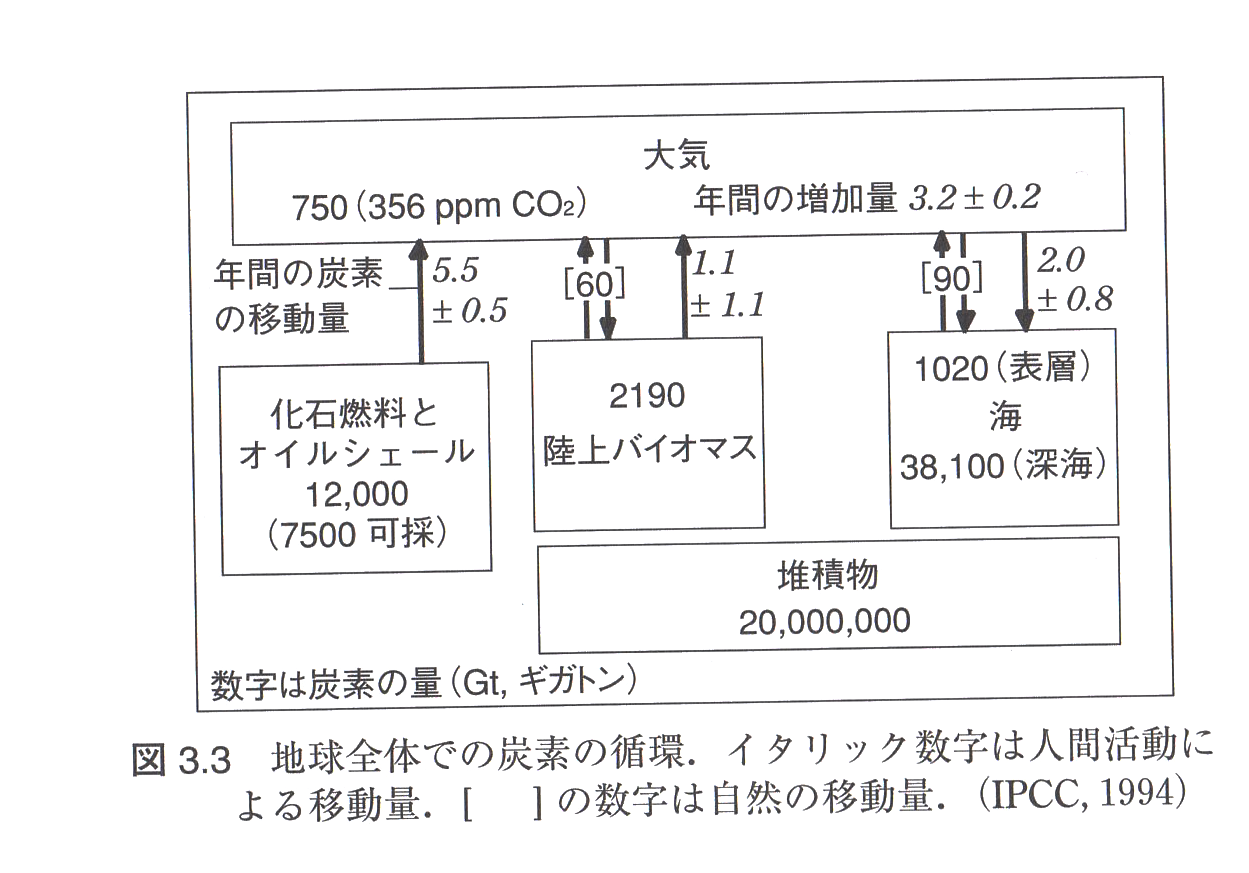 大気
750(356 ppm CO₂)
年間の増加量 3.2±0.2
年間の炭素
の移動量
5.5
±0.5
[60]
1.1
±1.1
[90]
2.0
±0.8
化石燃料と
オイルシェール
12,000
(7500 可採)
2190
陸上バイオマス
1020(表層)
海
38,100(深海)
堆積物
20,000,000
数字は炭素の量(Gt, ギガトン)
図 3.3 地球全体での炭素の循環.イタリック数字は人間活動に
よる移動量.[ ]の数字は自然の移動量.(IPCC, 1994)